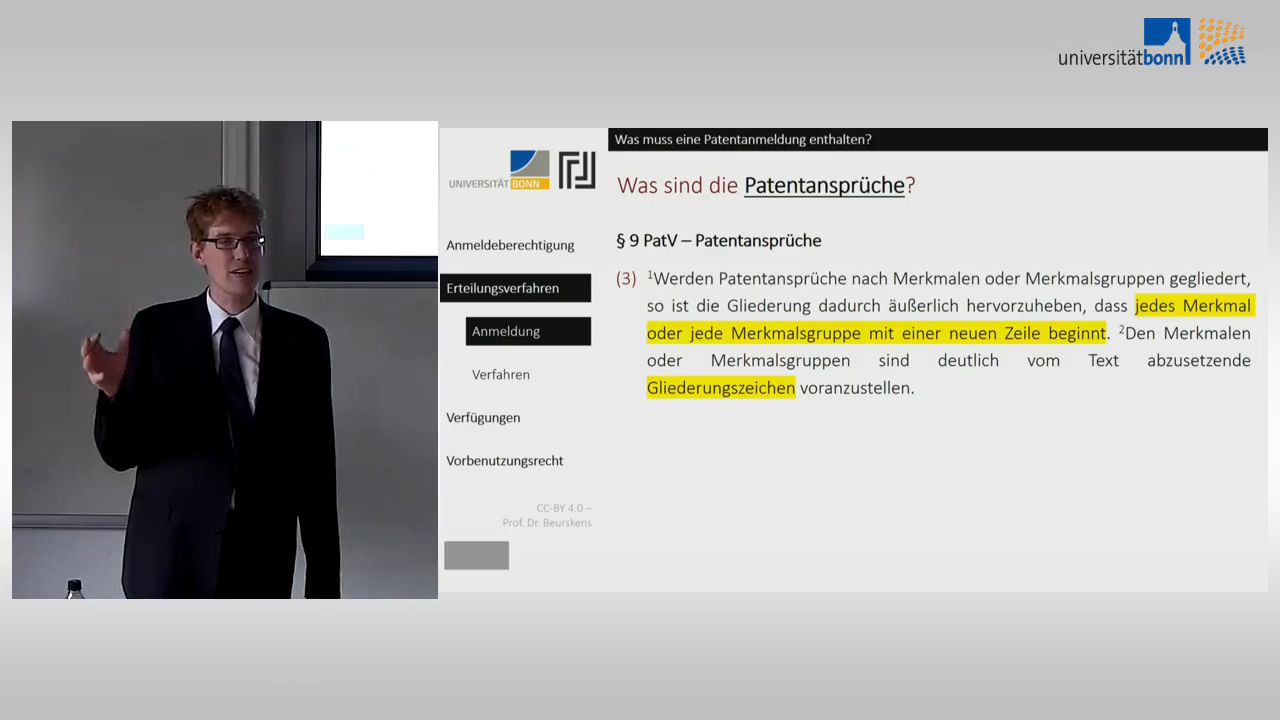 universitätbonn
UNIVERSITÄT BONN
Anmeldeberechtigung
Erteilungsverfahren
Anmeldung
Verfahren
Verfügungen
Vorbenutzungsrecht
CC-BY 4.0 –
Prof. Dr. Beurskens
Was muss eine Patentanmeldung enthalten?
Was sind die Patentansprüche?
§ 9 PatV – Patentansprüche
(3) ¹Werden Patentansprüche nach Merkmalen oder Merkmalsgruppen gegliedert,
so ist die Gliederung dadurch äußerlich hervorzuheben, dass jedes Merkmal
oder jede Merkmalsgruppe mit einer neuen Zeile beginnt. ²Den Merkmalen
oder Merkmalsgruppen sind deutlich vom Text abzusetzende
Gliederungszeichen voranzustellen.